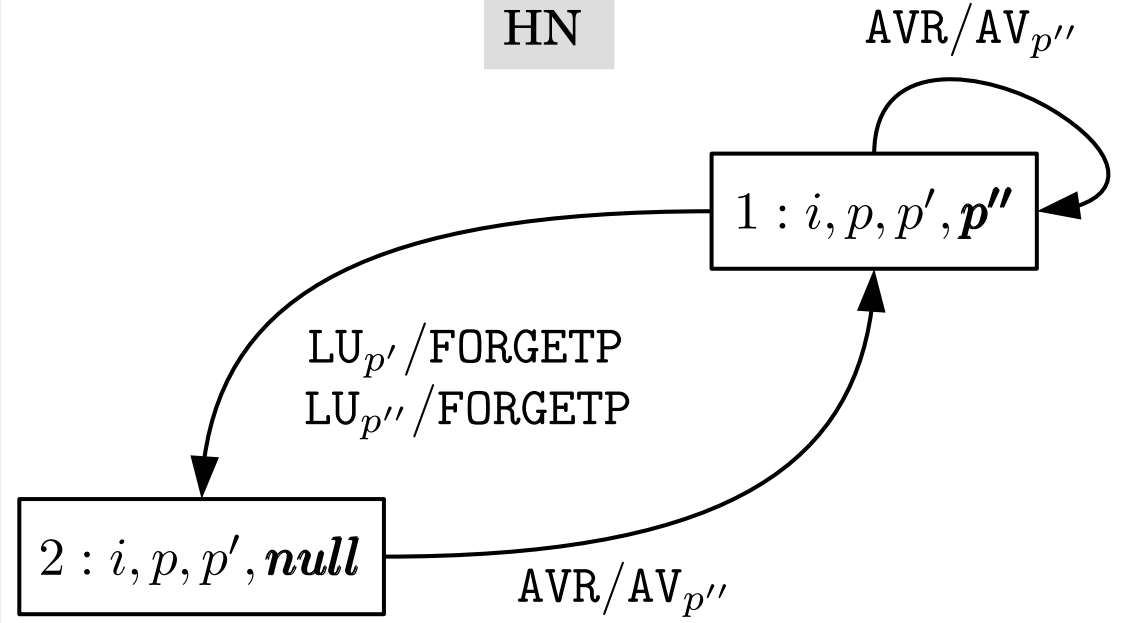 HN
AVR/AV_{p''}
1 : i, p, p', p''
LU_{p'}/FORGETP
LU_{p''}/FORGETP
2 : i, p, p', null
AVR/AV_{p''}